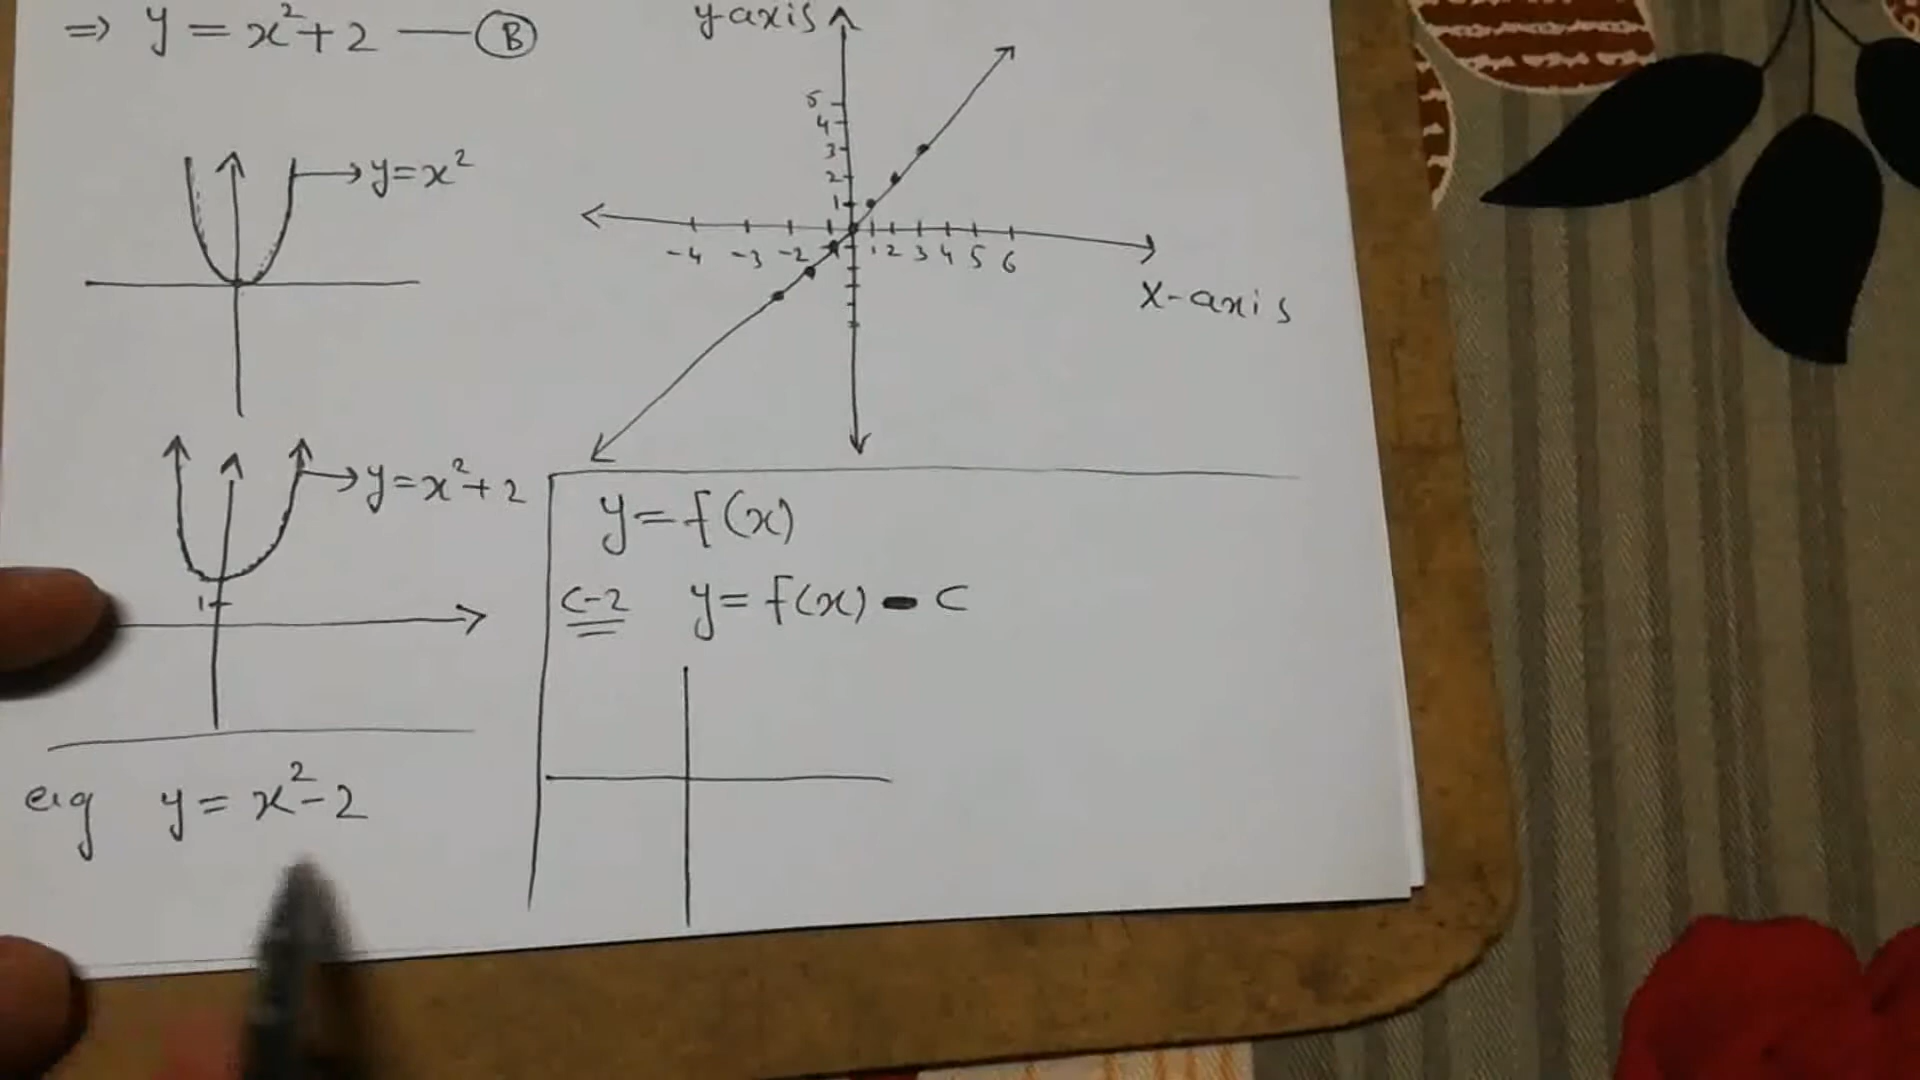 ⇒ y = x²+2 — B
y=x²
y=x²+2
1
e.g y = x²-2
y-axis
5
4
3
2
1
-4 -3 -2 1 2 3 4 5 6
X-axis
y=f(x)
C-2 y=f(x) - C